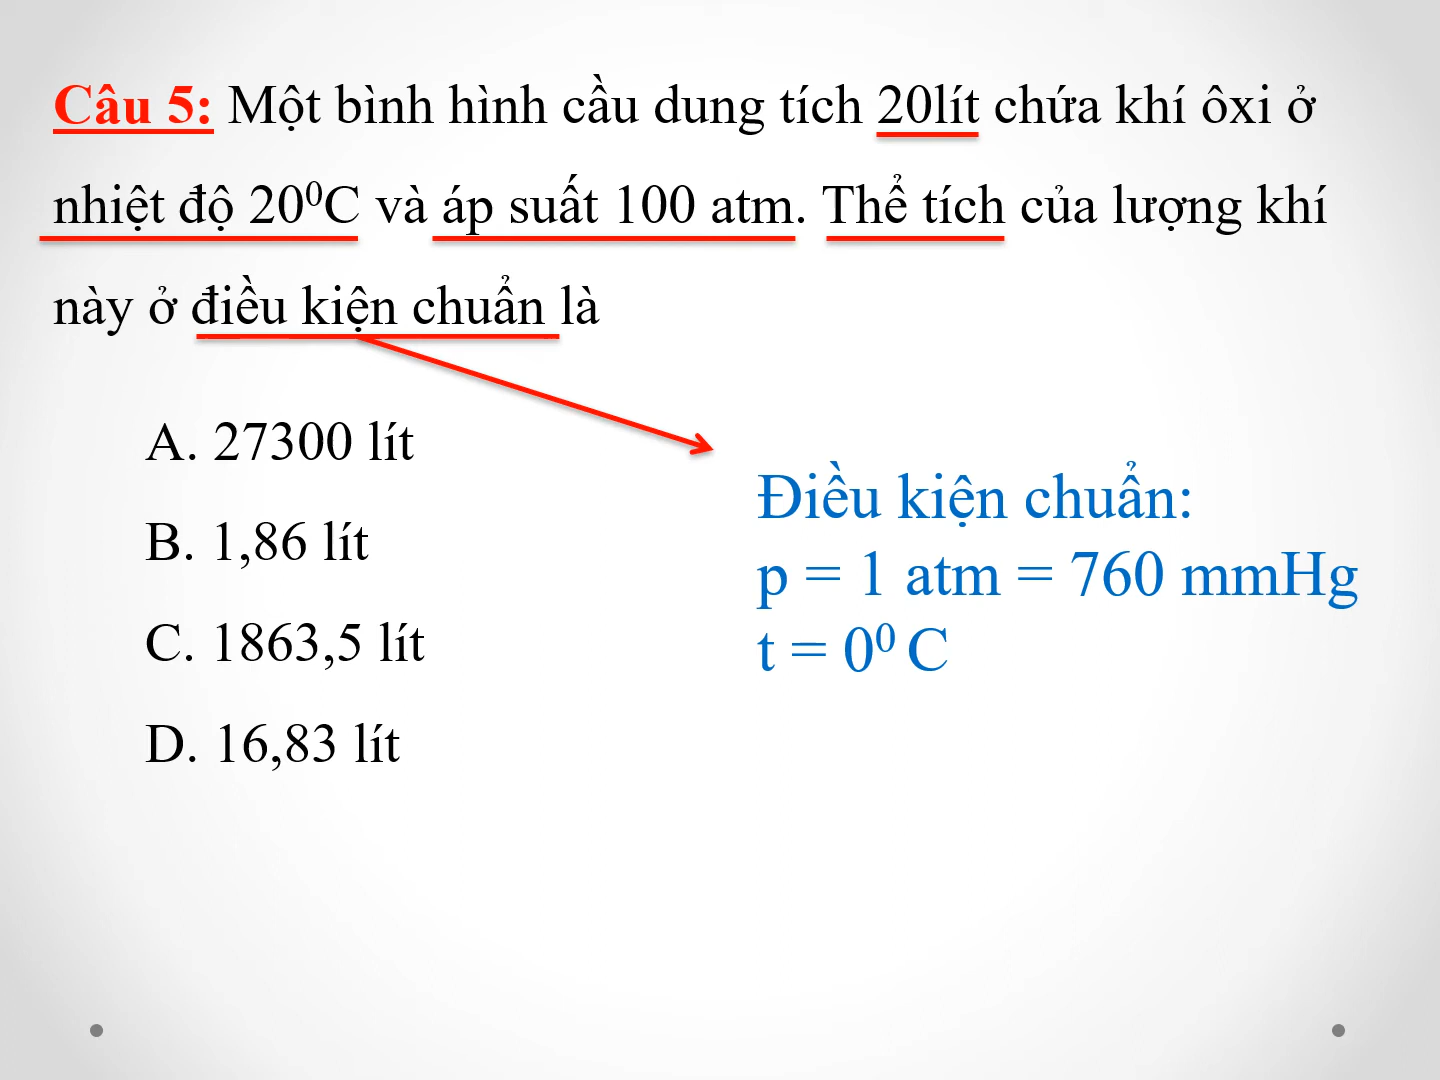 Câu 5: Một bình hình cầu dung tích 20lít chứa khí ôxi ở
nhiệt độ 20⁰C và áp suất 100 atm. Thể tích của lượng khí
này ở điều kiện chuẩn là
A. 27300 lít
B. 1,86 lít
C. 1863,5 lít
D. 16,83 lít
Điều kiện chuẩn:
p = 1 atm = 760 mmHg
t = 0⁰ C